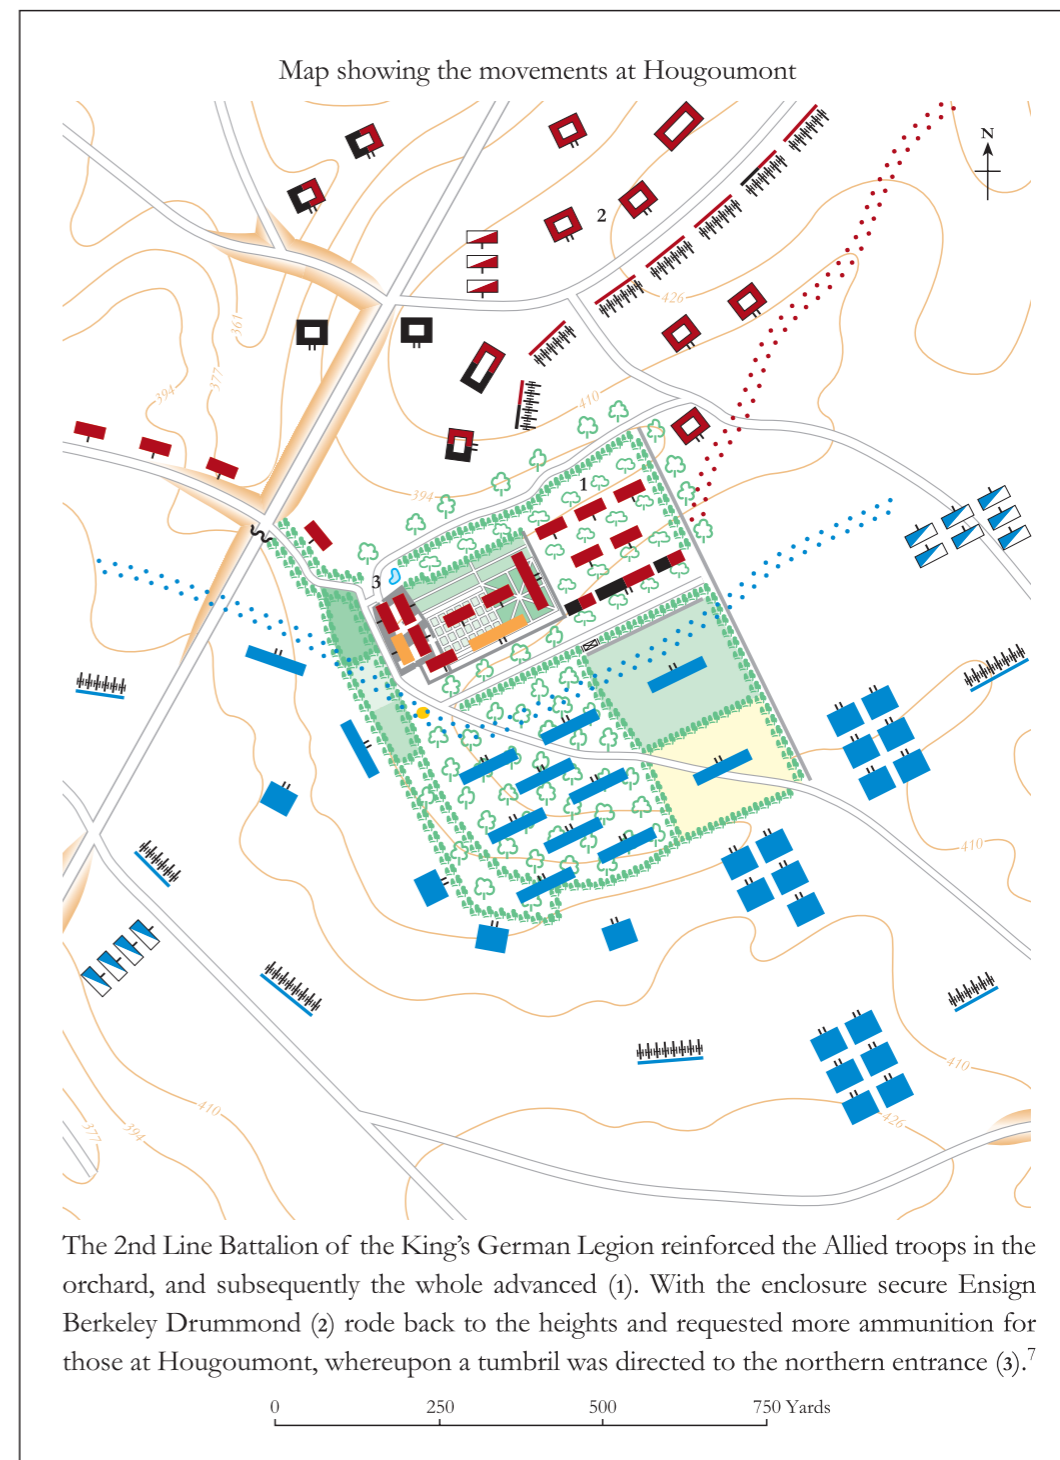 Map showing the movements at Hougoumont
N
2
426
361
377
394
410
1
394
3
410
410
426
410
394
377
The 2nd Line Battalion of the King's German Legion reinforced the Allied troops in the
orchard, and subsequently the whole advanced (1). With the enclosure secure Ensign
Berkeley Drummond (2) rode back to the heights and requested more ammunition for
those at Hougoumont, whereupon a tumbril was directed to the northern entrance (3).7
0 250 500 750 Yards